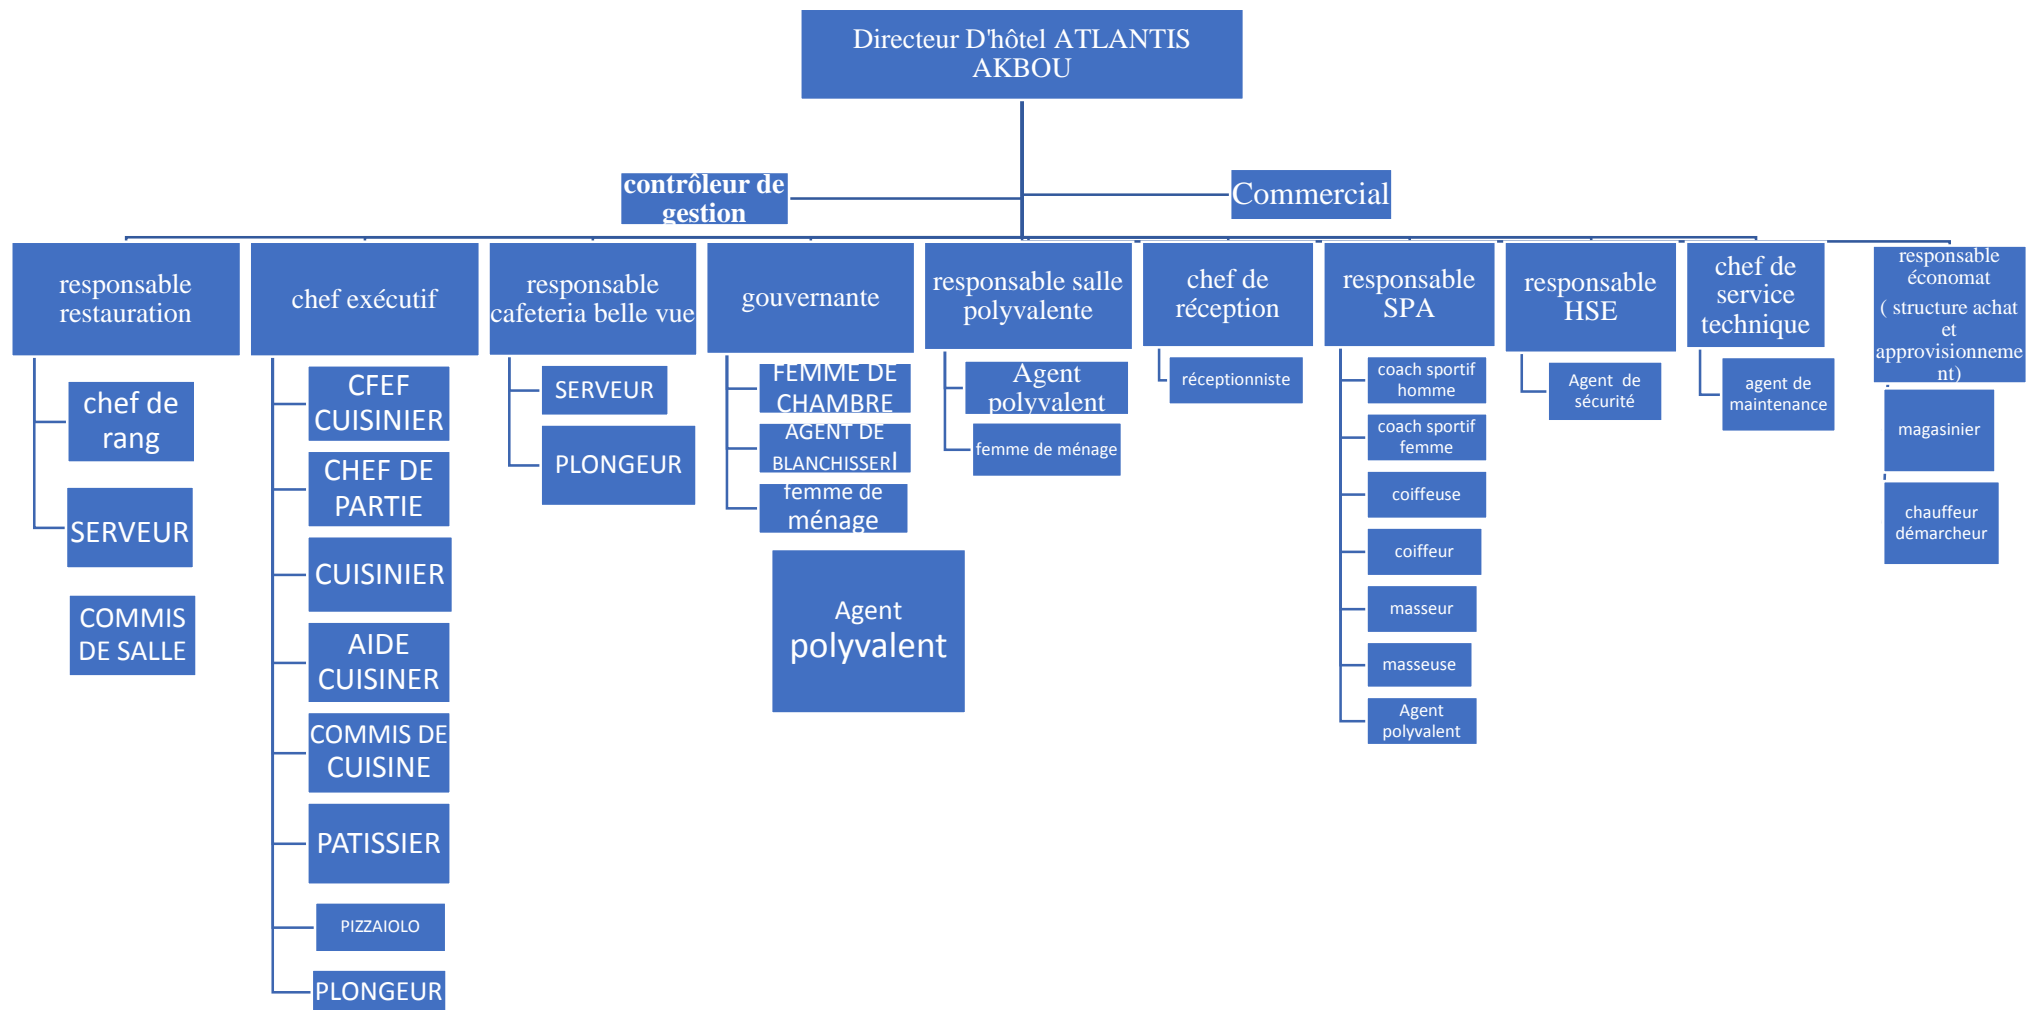 Directeur D'hôtel ATLANTIS
AKBOU
contrôleur de
gestion
Commercial
responsable
restauration
chef de
rang
SERVEUR
COMMIS
DE SALLE
chef exécutif
CFEF
CUISINIER
CHEF DE
PARTIE
CUISINIER
AIDE
CUISINER
COMMIS DE
CUISINE
PATISSIER
PIZZAIOLO
PLONGEUR
responsable
cafeteria belle vue
SERVEUR
PLONGEUR
gouvernante
FEMME DE
CHAMBRE
AGENT DE
BLANCHISSERI
femme de
ménage
Agent
polyvalent
responsable salle
polyvalente
Agent
polyvalent
femme de ménage
chef de
réception
réceptionniste
responsable
SPA
coach sportif
homme
coach sportif
femme
coiffeuse
coiffeur
masseur
masseuse
Agent
polyvalent
responsable
HSE
Agent de
sécurité
chef de
service
technique
agent de
maintenance
responsable
économat
( structure achat
et
approvisionneme
nt)
magasinier
chauffeur
démarcheur